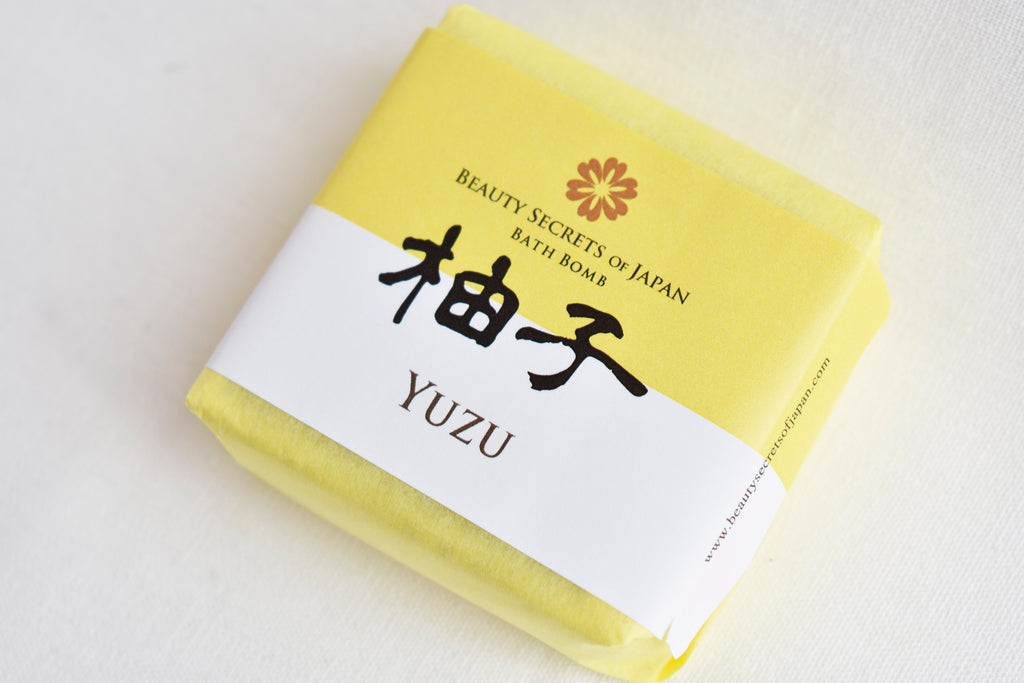 BEAUTY SECRETS OF JAPAN
BATH BOMB
柚子
YUZU
www.beautysecretsofjapan.com